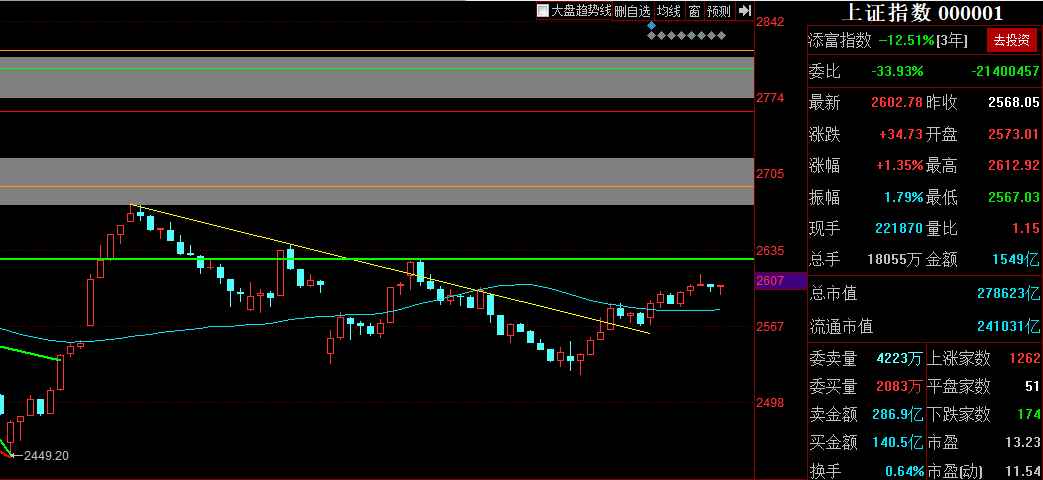 大盘趋势线 删自选 均线 窗 预测
2842
2774
2705
2635
2607
2567
2498
2449.20
上证指数 000001
添富指数 -12.51% [3年] 去投资
委比 -33.93% -21400457
最新 2602.78 昨收 2568.05
涨跌 +34.73 开盘 2573.01
涨幅 +1.35% 最高 2612.92
振幅 1.79% 最低 2567.03
现手 221870 量比 1.15
总手 18055万 金额 1549亿
总市值 278623亿
流通市值 241031亿
委卖量 4223万 上涨家数 1262
委买量 2083万 平盘家数 51
卖金额 286.9亿 下跌家数 174
买金额 140.5亿 市盈 13.23
换手 0.64% 市盈(动) 11.54